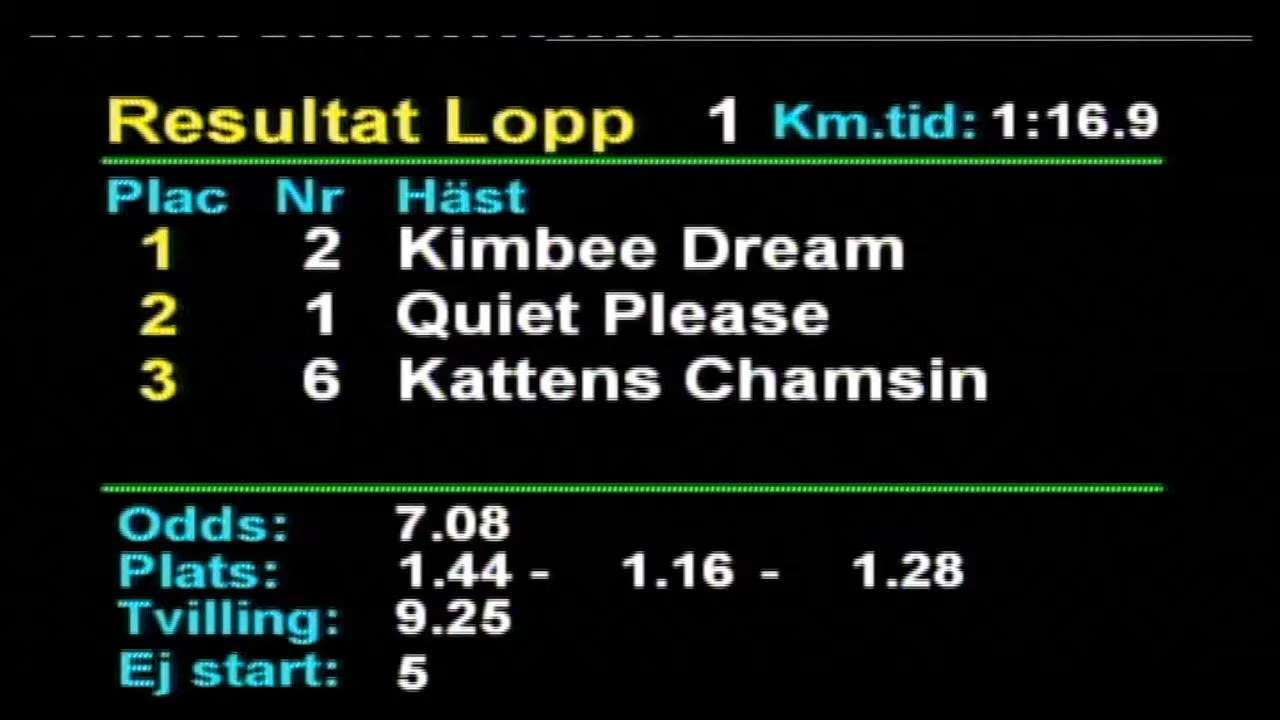 Resultat Lopp 1 Km.tid: 1:16.9
Plac Nr Häst
1 2 Kimbee Dream
2 1 Quiet Please
3 6 Kattens Chamsin
Odds: 7.08
Plats: 1.44 - 1.16 - 1.28
Tvilling: 9.25
Ej start: 5